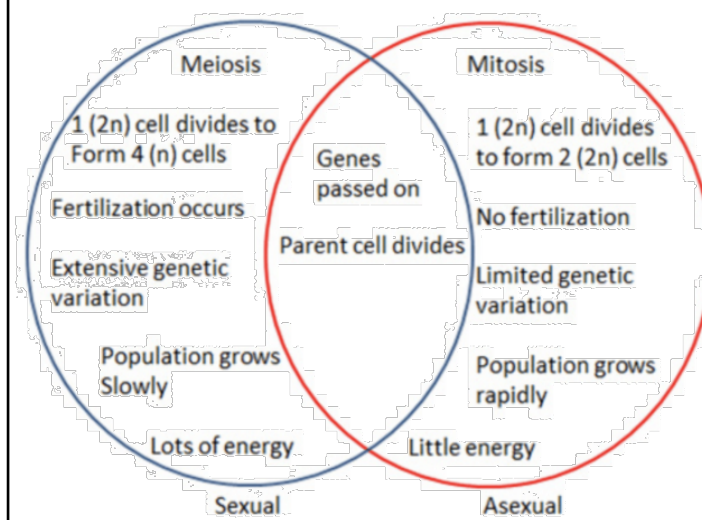 Meiosis
1 (2n) cell divides to
Form 4 (n) cells
Fertilization occurs
Extensive genetic
variation
Population grows
Slowly
Lots of energy
Sexual
Genes
passed on
Parent cell divides
Mitosis
1 (2n) cell divides
to form 2 (2n) cells
No fertilization
Limited genetic
variation
Population grows
rapidly
Little energy
Asexual